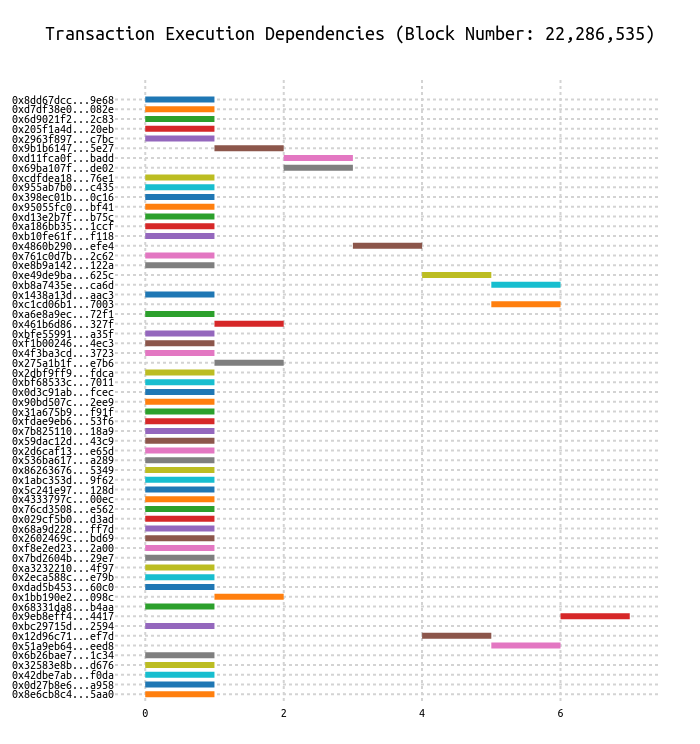 Transaction Execution Dependencies (Block Number: 22,286,535)
0x8dd67dcc...9e68
0xd7df38e0...082e
0x6d9021f2...2c83
0x205f1a4d...20eb
0x2963f897...c7bc
0x9b1b6147...5e27
0xd11fca0f...badd
0x69ba107f...de02
0xcdfdea18...76e1
0x955ab7b0...c435
0x398ec01b...0c16
0x95055fc0...bf41
0xd13e2b7f...b75c
0xa186bb35...1ccf
0xb10fe61f...f118
0x4860b290...efe4
0x761c0d7b...2c62
0xe8b9a142...122a
0xe49de9ba...625c
0xb8a7435e...ca6d
0x1438a13d...aac3
0xc1cd06b1...7003
0xa6e8a9ec...72f1
0x461b6d86...327f
0xbfe55991...a35f
0xf1b00246...4ec3
0x4f3ba3cd...3723
0x275a1b1f...e7b6
0x2dbf9ff9...fdca
0xbf68533c...7011
0x0d3c91ab...fcec
0x90bd507c...2ee9
0x31a675b9...f91f
0xfdae9eb6...53f6
0x7b825110...18a9
0x59dac12d...43c9
0x2d6caf13...e65d
0x536ba617...a289
0x86263676...5349
0x1abc353d...9f62
0x5c241e97...128d
0x4333797c...00ec
0x76cd3508...e562
0x029cf5b0...d3ad
0x68a9d228...ff7d
0x2602469c...bd69
0xf8e2ed23...2a00
0x7bd2604b...29e7
0xa3232210...4f97
0x2eca588c...e79b
0xdad5b453...60c0
0x1bb190e2...098c
0x68331da8...b4aa
0x9eb8eff4...4417
0xbc29715d...2594
0x12d96c71...ef7d
0x51a9eb64...eed8
0x6b26bae7...1c34
0x32583e8b...d676
0x42dbe7ab...f0da
0x0d27b8e6...a958
0x8e6cb8c4...5aa0
0 2 4 6